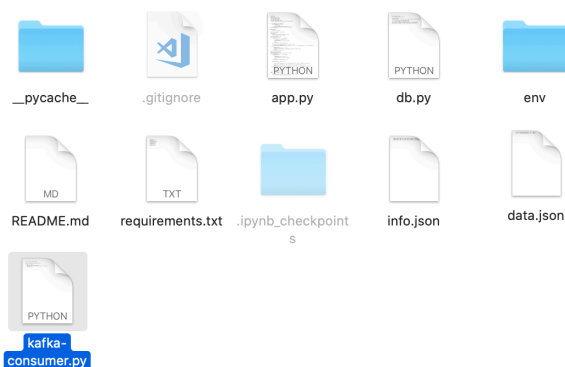 PYTHON
PYTHON
__pycache__
.gitignore
app.py
db.py
env
MD
TXT
README.md
requirements.txt
.ipynb_checkpoint
s
info.json
data.json
PYTHON
kafka-
consumer.py